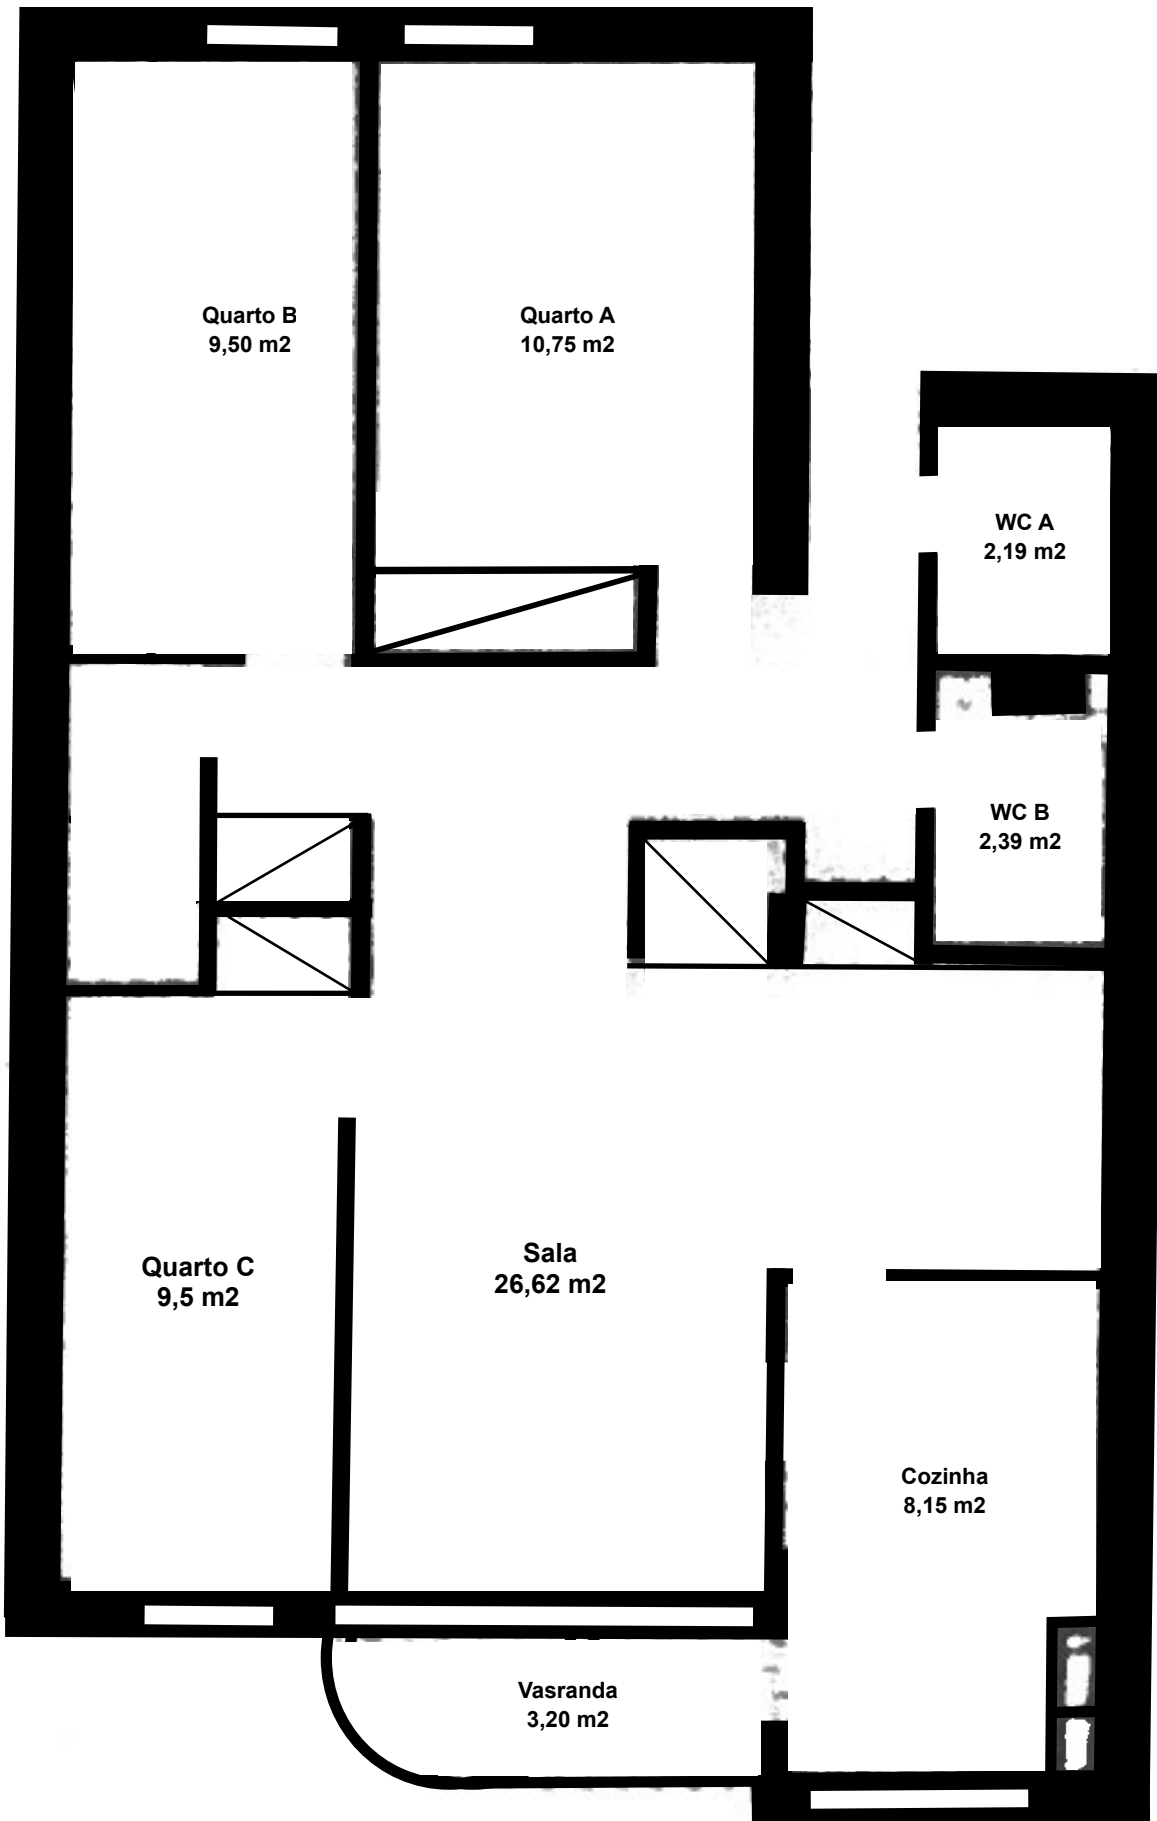 Quarto B
9,50 m2
Quarto A
10,75 m2
WC A
2,19 m2
WC B
2,39 m2
Quarto C
9,5 m2
Sala
26,62 m2
Cozinha
8,15 m2
Vasranda
3,20 m2